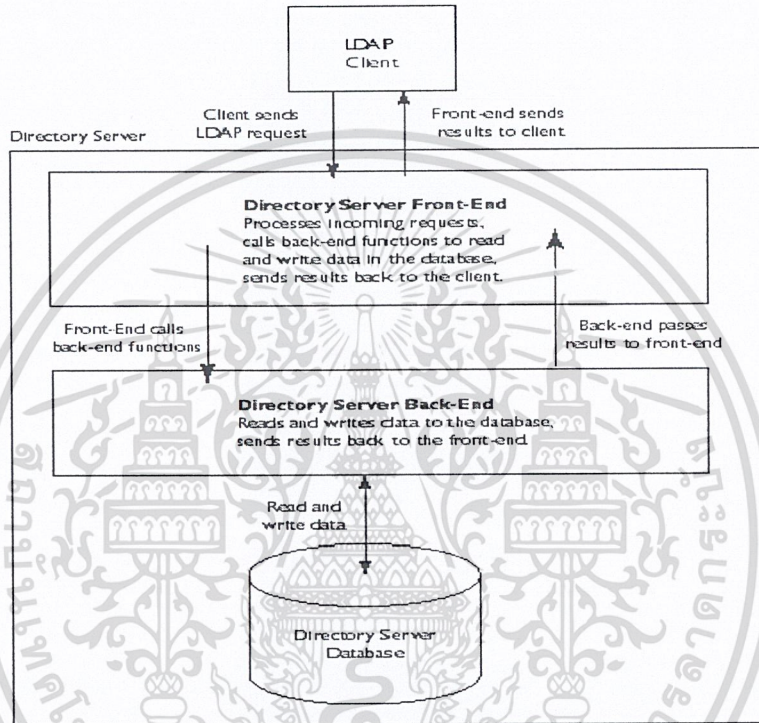 LDAP
Client
Client sends
LDAP request
Front-end sends
results to client
Directory Server
Directory Server Front-End
Processes incoming requests,
calls back-end functions to read
and write data in the database,
sends results back to the client.
Front-End calls
back-end functions
Back-end passes
results to front-end
Directory Server Back-End
Reads and writes data to the database,
sends results back to the front-end
Read and
write data
Directory Server
Database